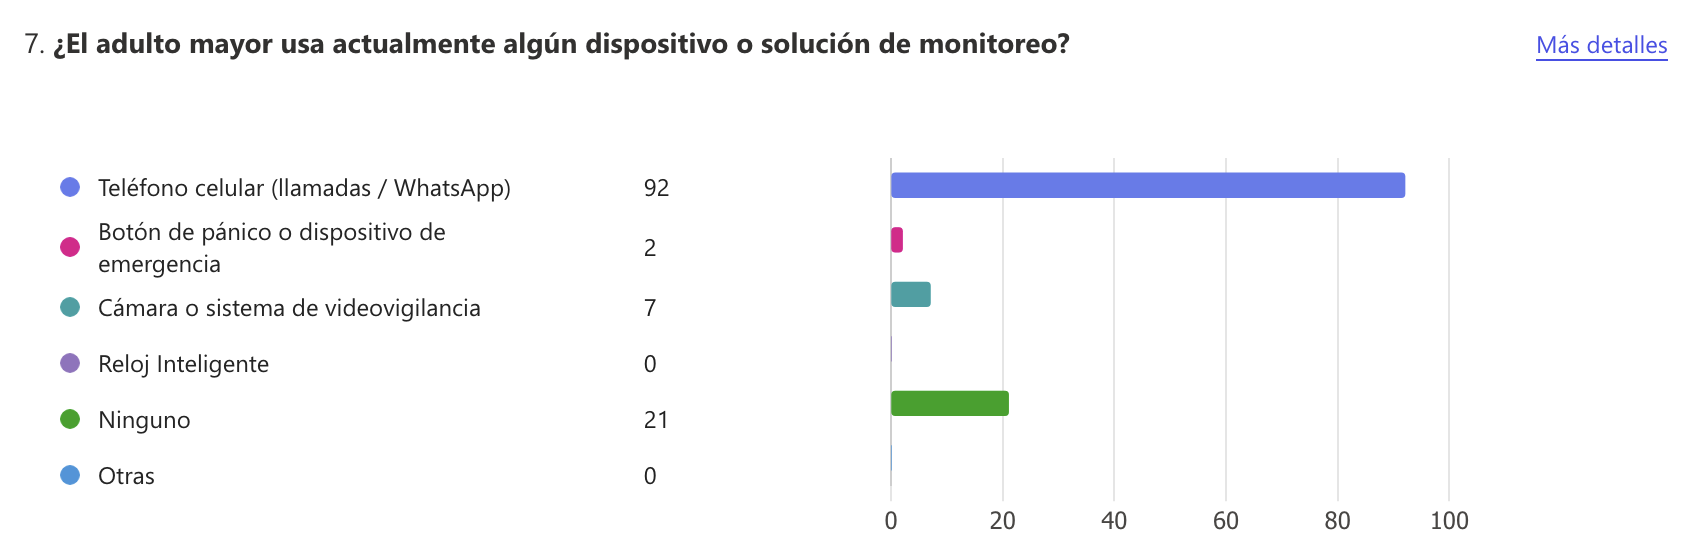 7. ¿El adulto mayor usa actualmente algún dispositivo o solución de monitoreo?
Más detalles
Teléfono celular (llamadas / WhatsApp) 92
Botón de pánico o dispositivo de
emergencia 2
Cámara o sistema de videovigilancia 7
Reloj Inteligente 0
Ninguno 21
Otras 0
0 20 40 60 80 100